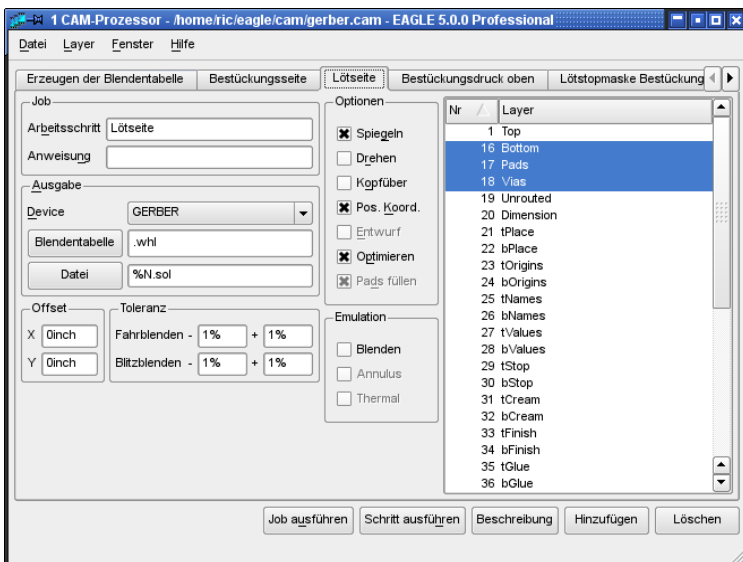 1 CAM-Prozessor - /home/ric/eagle/cam/gerber.cam - EAGLE 5.0.0 Professional
Datei Layer Fenster Hilfe
Erzeugen der Blendentabelle Bestückungsseite Lötseite Bestückungsdruck oben Lötstopmaske Bestückung
Job
Arbeitsschritt Lötseite
Anweisung
Ausgabe
Device GERBER
Blendentabelle .whl
Datei %N.sol
Offset
X 0inch
Y 0inch
Toleranz
Fahrblenden - 1% + 1%
Blitzblenden - 1% + 1%
Optionen
Spiegeln
Drehen
Kopfüber
Pos. Koord.
Entwurf
Optimieren
Pads füllen
Emulation
Blenden
Annulus
Thermal
Nr Layer
1 Top
16 Bottom
17 Pads
18 Vias
19 Unrouted
20 Dimension
21 tPlace
22 bPlace
23 tOrigins
24 bOrigins
25 tNames
26 bNames
27 tValues
28 bValues
29 tStop
30 bStop
31 tCream
32 bCream
33 tFinish
34 bFinish
35 tGlue
36 bGlue
Job ausführen Schritt ausführen Beschreibung Hinzufügen Löschen